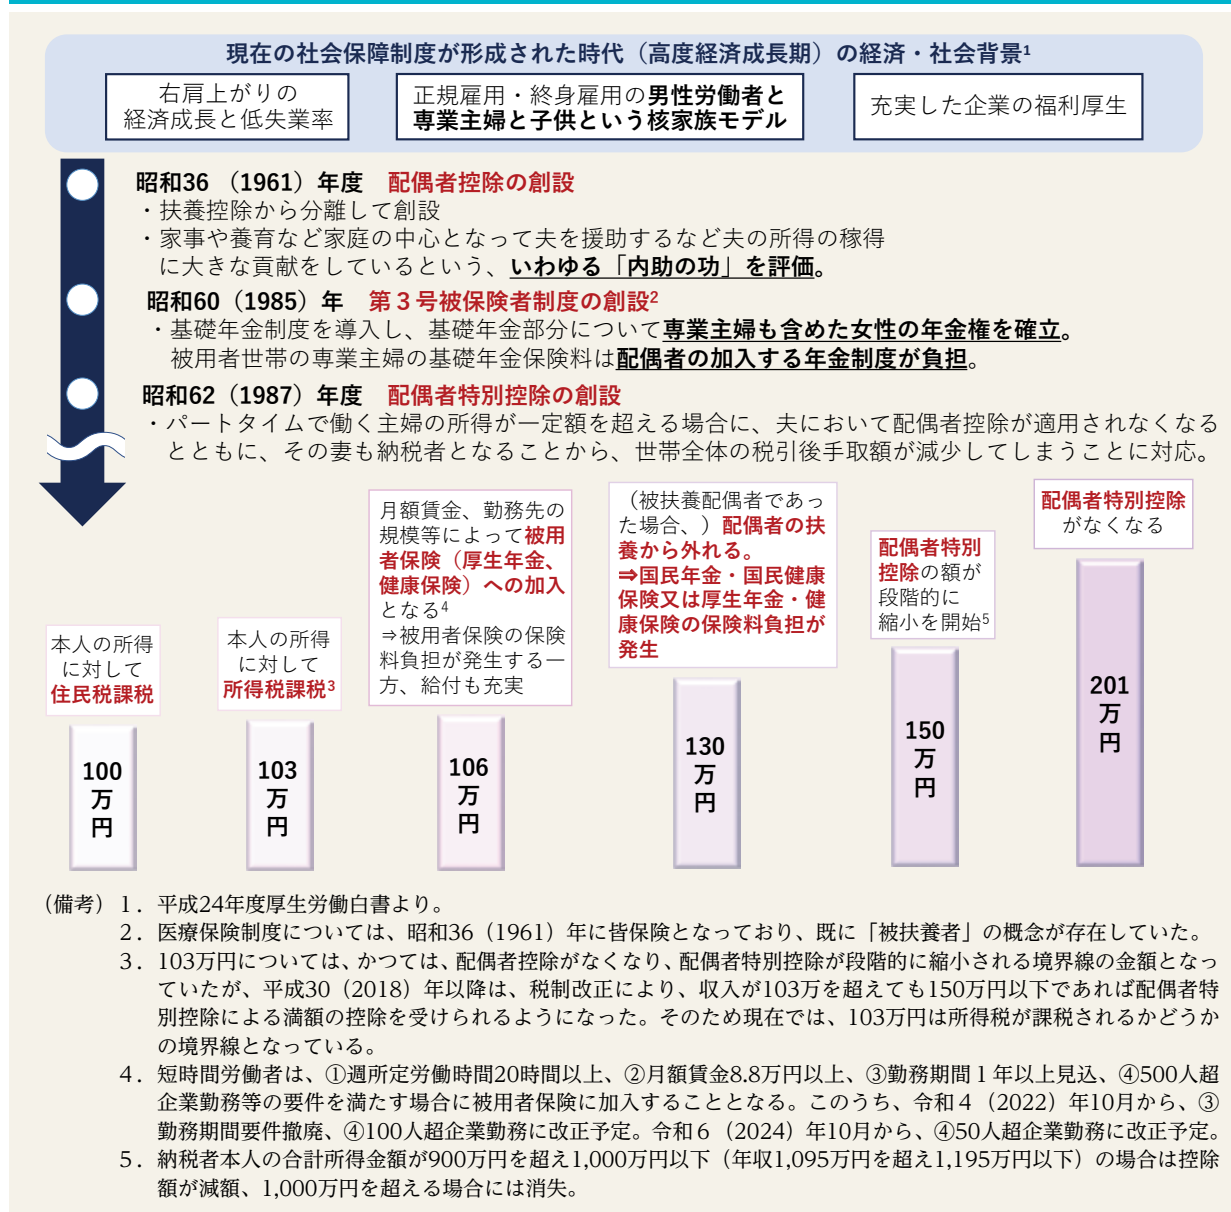 現在の社会保障制度が形成された時代（高度経済成長期）の経済・社会背景1
右肩上がりの
経済成長と低失業率
正規雇用・終身雇用の男性労働者と
専業主婦と子供という核家族モデル
充実した企業の福利厚生
昭和36（1961）年度　配偶者控除の創設
・扶養控除から分離して創設
・家事や養育など家庭の中心となって夫を援助するなど夫の所得の稼得
に大きな貢献をしているという、いわゆる「内助の功」を評価。
昭和60（1985）年　第３号被保険者制度の創設2
・基礎年金制度を導入し、基礎年金部分について専業主婦も含めた女性の年金権を確立。
被用者世帯の専業主婦の基礎年金保険料は配偶者の加入する年金制度が負担。
昭和62（1987）年度　配偶者特別控除の創設
・パートタイムで働く主婦の所得が一定額を超える場合に、夫において配偶者控除が適用されなくなる
とともに、その妻も納税者となることから、世帯全体の税引後手取額が減少してしまうことに対応。
本人の所得
に対して
住民税課税
100
万
円
本人の所得
に対して
所得税課税3
103
万
円
月額賃金、勤務先の
規模等によって被用
者保険（厚生年金、
健康保険）への加入
となる4
⇒被用者保険の保険
料負担が発生する一
方、給付も充実
106
万
円
（被扶養配偶者であっ
た場合、）配偶者の扶
養から外れる。
⇒国民年金・国民健康
保険又は厚生年金・健
康保険の保険料負担が
発生
130
万
円
配偶者特別
控除の額が
段階的に
縮小を開始5
150
万
円
配偶者特別控除
がなくなる
201
万
円
（備考）１．平成24年度厚生労働白書より。
２．医療保険制度については、昭和36（1961）年に皆保険となっており、既に「被扶養者」の概念が存在していた。
３．103万円については、かつては、配偶者控除がなくなり、配偶者特別控除が段階的に縮小される境界線の金額となっ
ていたが、平成30（2018）年以降は、税制改正により、収入が103万を超えても150万円以下であれば配偶者特
別控除による満額の控除を受けられるようになった。そのため現在では、103万円は所得税が課税されるかどうか
の境界線となっている。
４．短時間労働者は、①週所定労働時間20時間以上、②月額賃金8.8万円以上、③勤務期間１年以上見込、④500人超
企業勤務等の要件を満たす場合に被用者保険に加入することとなる。このうち、令和４（2022）年10月から、③
勤務期間要件撤廃、④100人超企業勤務に改正予定。令和６（2024）年10月から、④50人超企業勤務に改正予定。
５．納税者本人の合計所得金額が900万円を超え1,000万円以下（年収1,095万円を超え1,195万円以下）の場合は控除
額が減額、1,000万円を超える場合には消失。